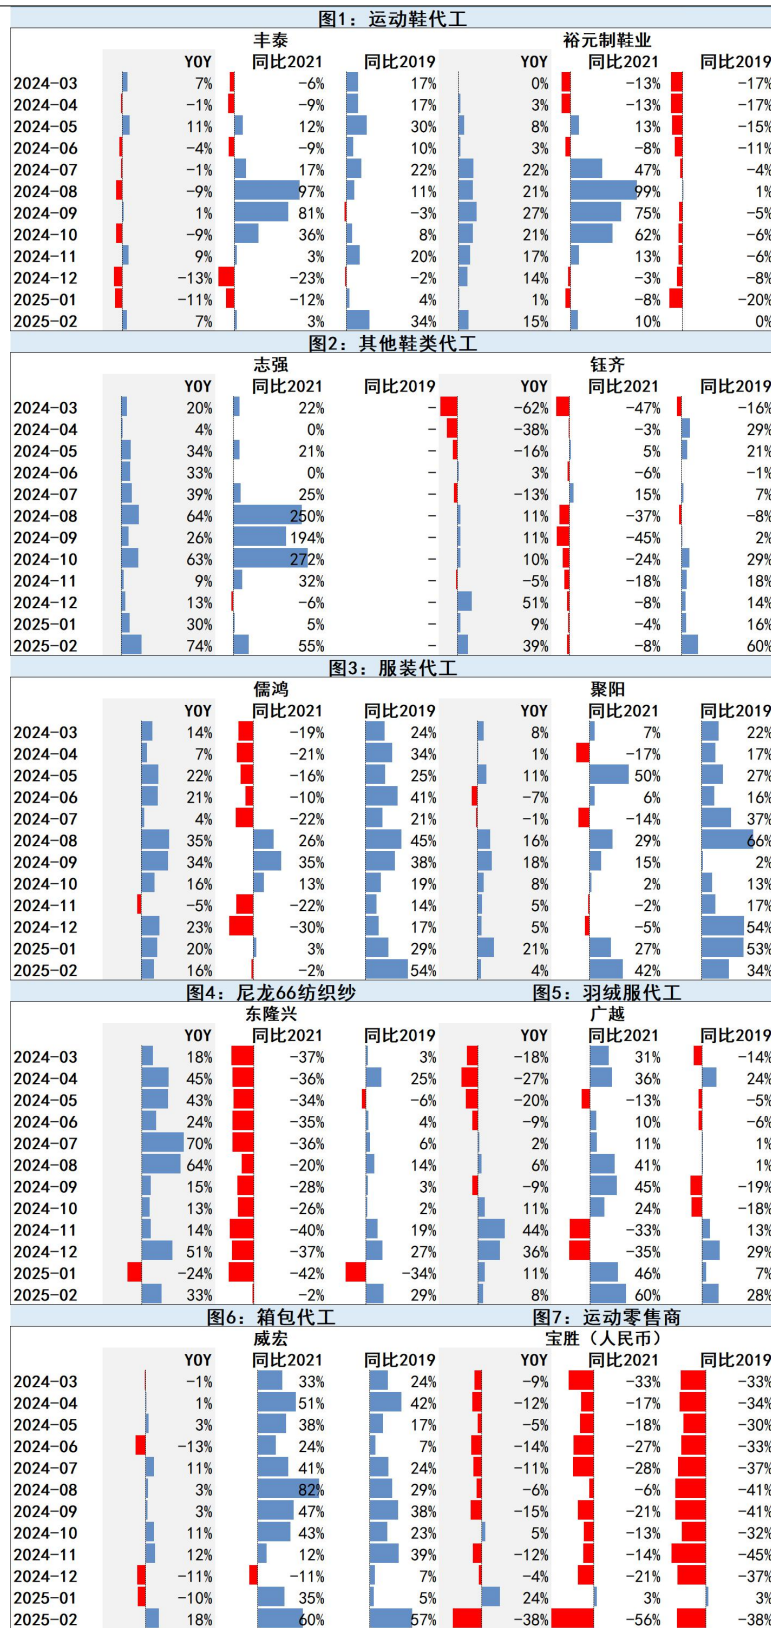 图1：运动鞋代工
丰泰 裕元制鞋业
YOY 同比2021 同比2019 YOY 同比2021 同比2019
2024-03 7% -6% 17% 0% -13% -17%
2024-04 -1% -9% 17% 3% -13% -17%
2024-05 11% 12% 30% 8% 13% -15%
2024-06 -4% -9% 10% 3% -8% -11%
2024-07 -1% 17% 22% 22% 47% -4%
2024-08 -9% 97% 11% 21% 99% 1%
2024-09 1% 81% -3% 27% 75% -5%
2024-10 -9% 36% 8% 21% 62% -6%
2024-11 9% 3% 20% 17% 13% -6%
2024-12 -13% -23% -2% 14% -3% -8%
2025-01 -11% -12% 4% 1% -8% -20%
2025-02 7% 3% 34% 15% 10% 0%
图2：其他鞋类代工
志强 钰齐
YOY 同比2021 同比2019 YOY 同比2021 同比2019
2024-03 20% 22% - -62% -47% -16%
2024-04 4% 0% - -38% -3% 29%
2024-05 34% 21% - -16% 5% 21%
2024-06 33% 0% - 3% -6% -1%
2024-07 39% 25% - -13% 15% 7%
2024-08 64% 250% - 11% -37% -8%
2024-09 26% 194% - 11% -45% 2%
2024-10 63% 272% - 10% -24% 29%
2024-11 9% 32% - -5% -18% 18%
2024-12 13% -6% - 51% -8% 14%
2025-01 30% 5% - 9% -4% 16%
2025-02 74% 55% - 39% -8% 60%
图3：服装代工
儒鸿 聚阳
YOY 同比2021 同比2019 YOY 同比2021 同比2019
2024-03 14% -19% 24% 8% 7% 22%
2024-04 7% -21% 34% 1% -17% 17%
2024-05 22% -16% 25% 11% 50% 27%
2024-06 21% -10% 41% -7% 6% 16%
2024-07 4% -22% 21% -1% -14% 37%
2024-08 35% 26% 45% 16% 29% 66%
2024-09 34% 35% 38% 18% 15% 2%
2024-10 16% 13% 19% 8% 2% 13%
2024-11 -5% -22% 14% 5% -2% 17%
2024-12 23% -30% 17% 5% -5% 54%
2025-01 20% 3% 29% 21% 27% 53%
2025-02 16% -2% 54% 4% 42% 34%
图4：尼龙66纺织纱 图5：羽绒服代工
东隆兴 广越
YOY 同比2021 同比2019 YOY 同比2021 同比2019
2024-03 18% -37% 3% -18% 31% -14%
2024-04 45% -36% 25% -27% 36% 24%
2024-05 43% -34% -6% -20% -13% -5%
2024-06 24% -35% 4% -9% 10% -6%
2024-07 70% -36% 6% 2% 11% 1%
2024-08 64% -20% 14% 6% 41% 1%
2024-09 15% -28% 3% -9% 45% -19%
2024-10 13% -26% 2% 11% 24% -18%
2024-11 14% -40% 19% 44% -33% 13%
2024-12 51% -37% 27% 36% -35% 29%
2025-01 -24% -42% -34% 11% 46% 7%
2025-02 33% -2% 29% 8% 60% 28%
图6：箱包代工 图7：运动零售商
威宏 宝胜（人民币）
YOY 同比2021 同比2019 YOY 同比2021 同比2019
2024-03 -1% 33% 24% -9% -33% -33%
2024-04 1% 51% 42% -12% -17% -34%
2024-05 3% 38% 17% -5% -18% -30%
2024-06 -13% 24% 7% -14% -27% -33%
2024-07 11% 41% 24% -11% -28% -37%
2024-08 3% 82% 29% -6% -6% -41%
2024-09 3% 47% 38% -15% -21% -41%
2024-10 11% 43% 23% 5% -13% -32%
2024-11 12% 12% 39% -12% -14% -45%
2024-12 -11% -11% 7% -4% -21% -37%
2025-01 -10% 35% 5% 24% 3% 3%
2025-02 18% 60% 57% -38% -56% -38%